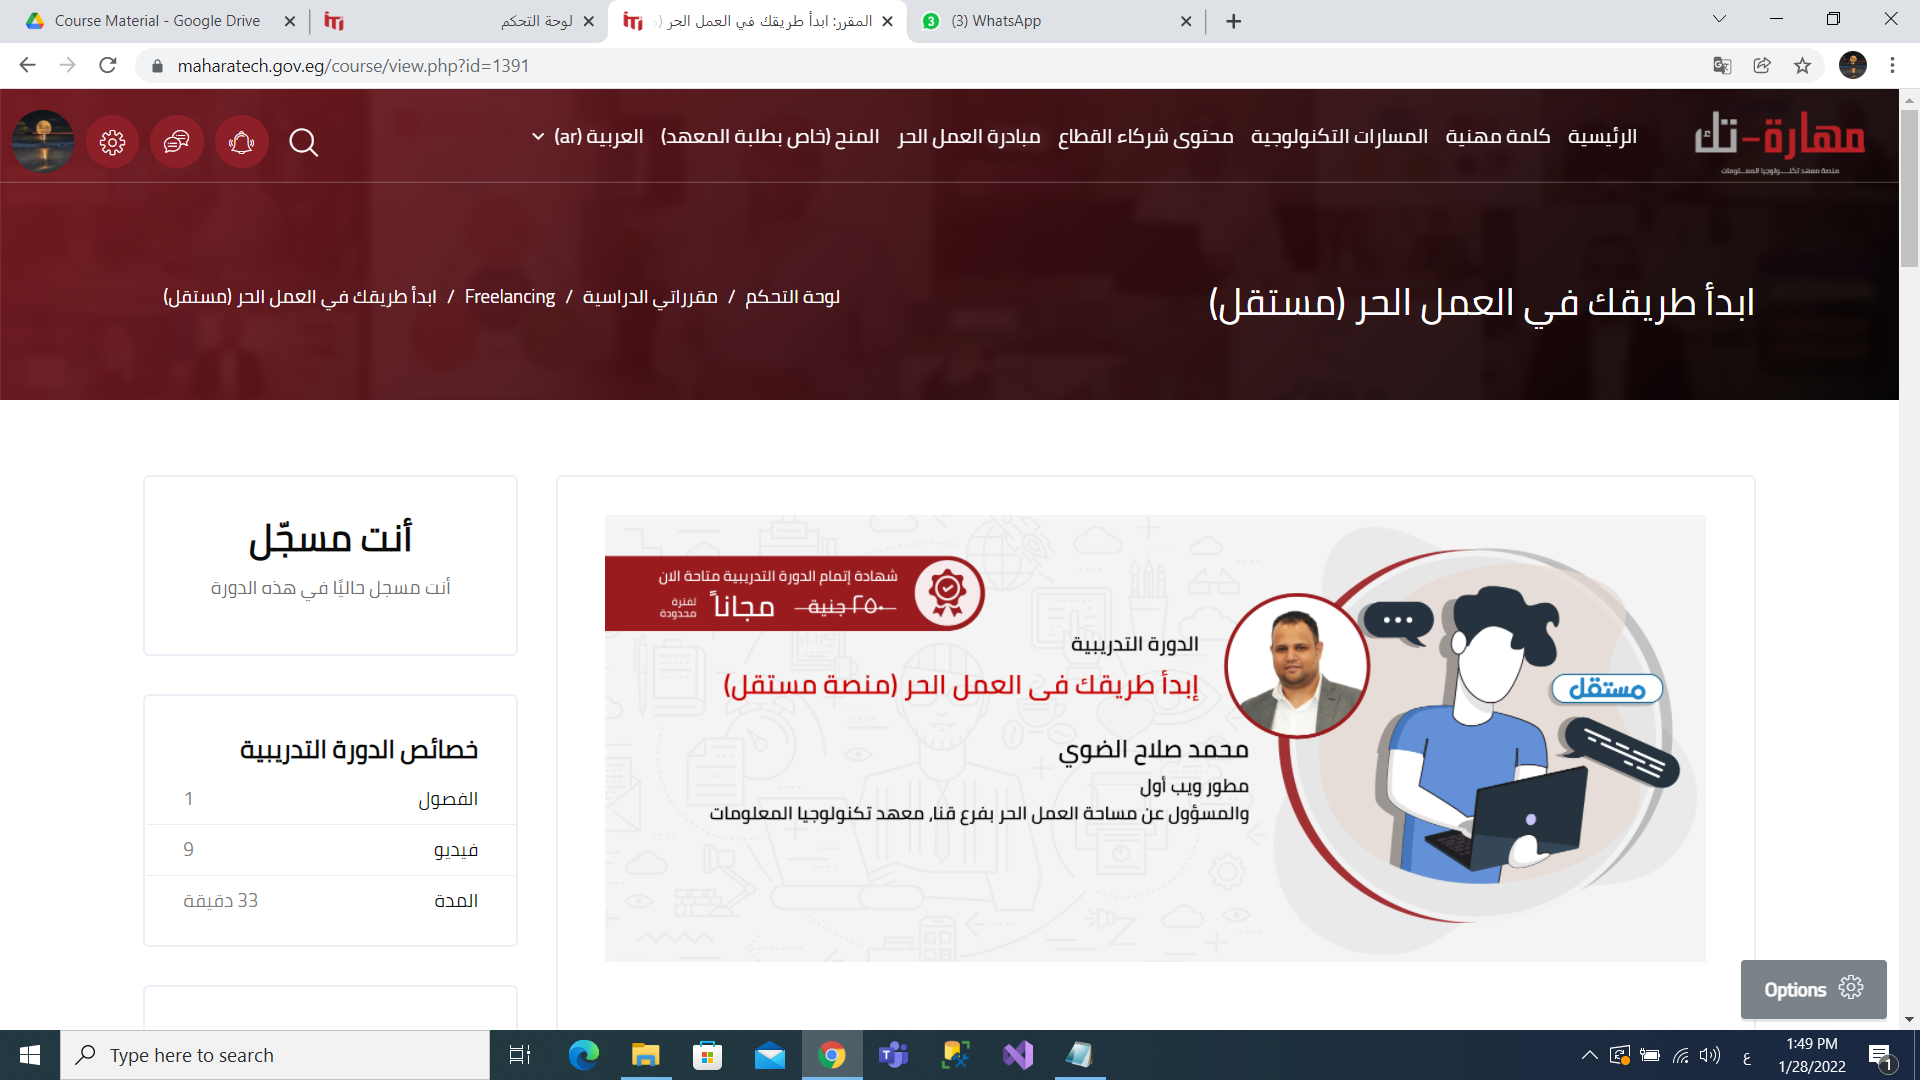 Course Material - Google Drive
لوحة التحكم
المقرر: ابدأ طريقك في العمل الحر (
(3) WhatsApp
maharatech.gov.eg/course/view.php?id=1391
مهارة-تك
منصة معهد تكنولوجيا المعلومات
الرئيسية
كلمة مهنية
المسارات التكنولوجية
محتوى شركاء القطاع
مبادرة العمل الحر
المنح (خاص بطلبة المعهد)
العربية (ar)
ابدأ طريقك في العمل الحر (مستقل)
لوحة التحكم / مقرراتي الدراسية / Freelancing / ابدأ طريقك في العمل الحر (مستقل)
أنت مسجّل
أنت مسجل حاليًا في هذه الدورة
خصائص الدورة التدريبية
الفصول 1
فيديو 9
المدة 33 دقيقة
شهادة إتمام الدورة التدريبية متاحة الان
٢٥٠ جنية مجاناً لفترة محدودة
الدورة التدريبية
إبدأ طريقك فى العمل الحر (منصة مستقل)
محمد صلاح الضوي
مطور ويب أول
والمسؤول عن مساحة العمل الحر بفرع قنا، معهد تكنولوجيا المعلومات
مستقل
Options
Type here to search
ع
1:49 PM
1/28/2022
1